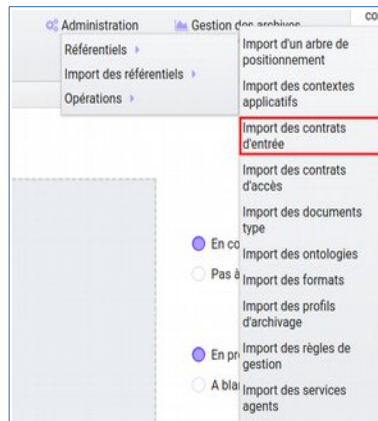 co
Administration
Gestion des archives
Référentiels
Import des référentiels
Opérations
Import d'un arbre de
positionnement
Import des contextes
applicatifs
Import des contrats
d'entrée
Import des contrats
d'accès
Import des documents
type
Import des ontologies
Import des formats
Import des profils
d'archivage
Import des règles de
gestion
Import des services
agents
En co
Pas à
En pr
A blan